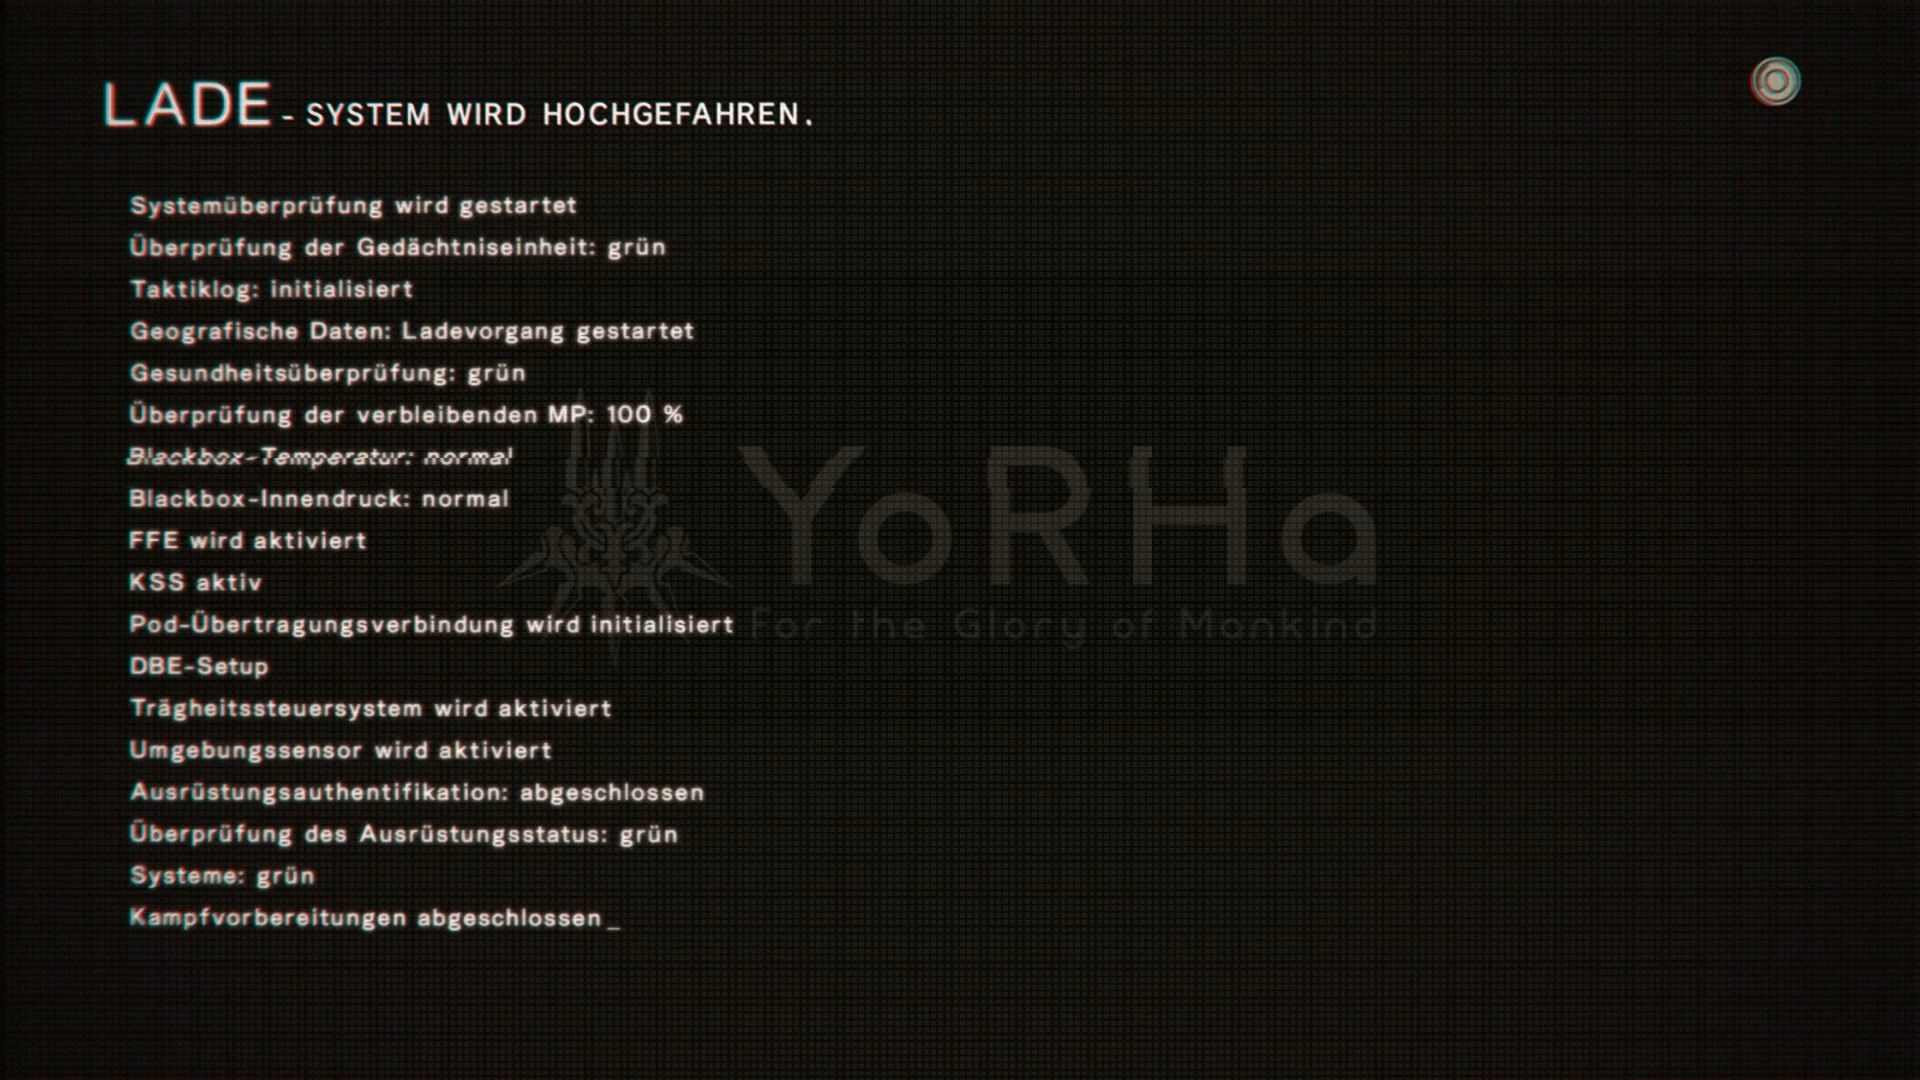 LADE - SYSTEM WIRD HOCHGEFAHREN.
Systemüberprüfung wird gestartet
Überprüfung der Gedächtniseinheit: grün
Taktiklog: initialisiert
Geografische Daten: Ladevorgang gestartet
Gesundheitsüberprüfung: grün
Überprüfung der verbleibenden MP: 100 %
Blackbox-Temperatur: normal
Blackbox-Innendruck: normal
FFE wird aktiviert
KSS aktiv
Pod-Übertragungsverbindung wird initialisiert
DBE-Setup
Trägheitssteuersystem wird aktiviert
Umgebungssensor wird aktiviert
Ausrüstungsauthentifikation: abgeschlossen
Überprüfung des Ausrüstungsstatus: grün
Systeme: grün
Kampfvorbereitungen abgeschlossen_
YoRHa
For the Glory of Mankind